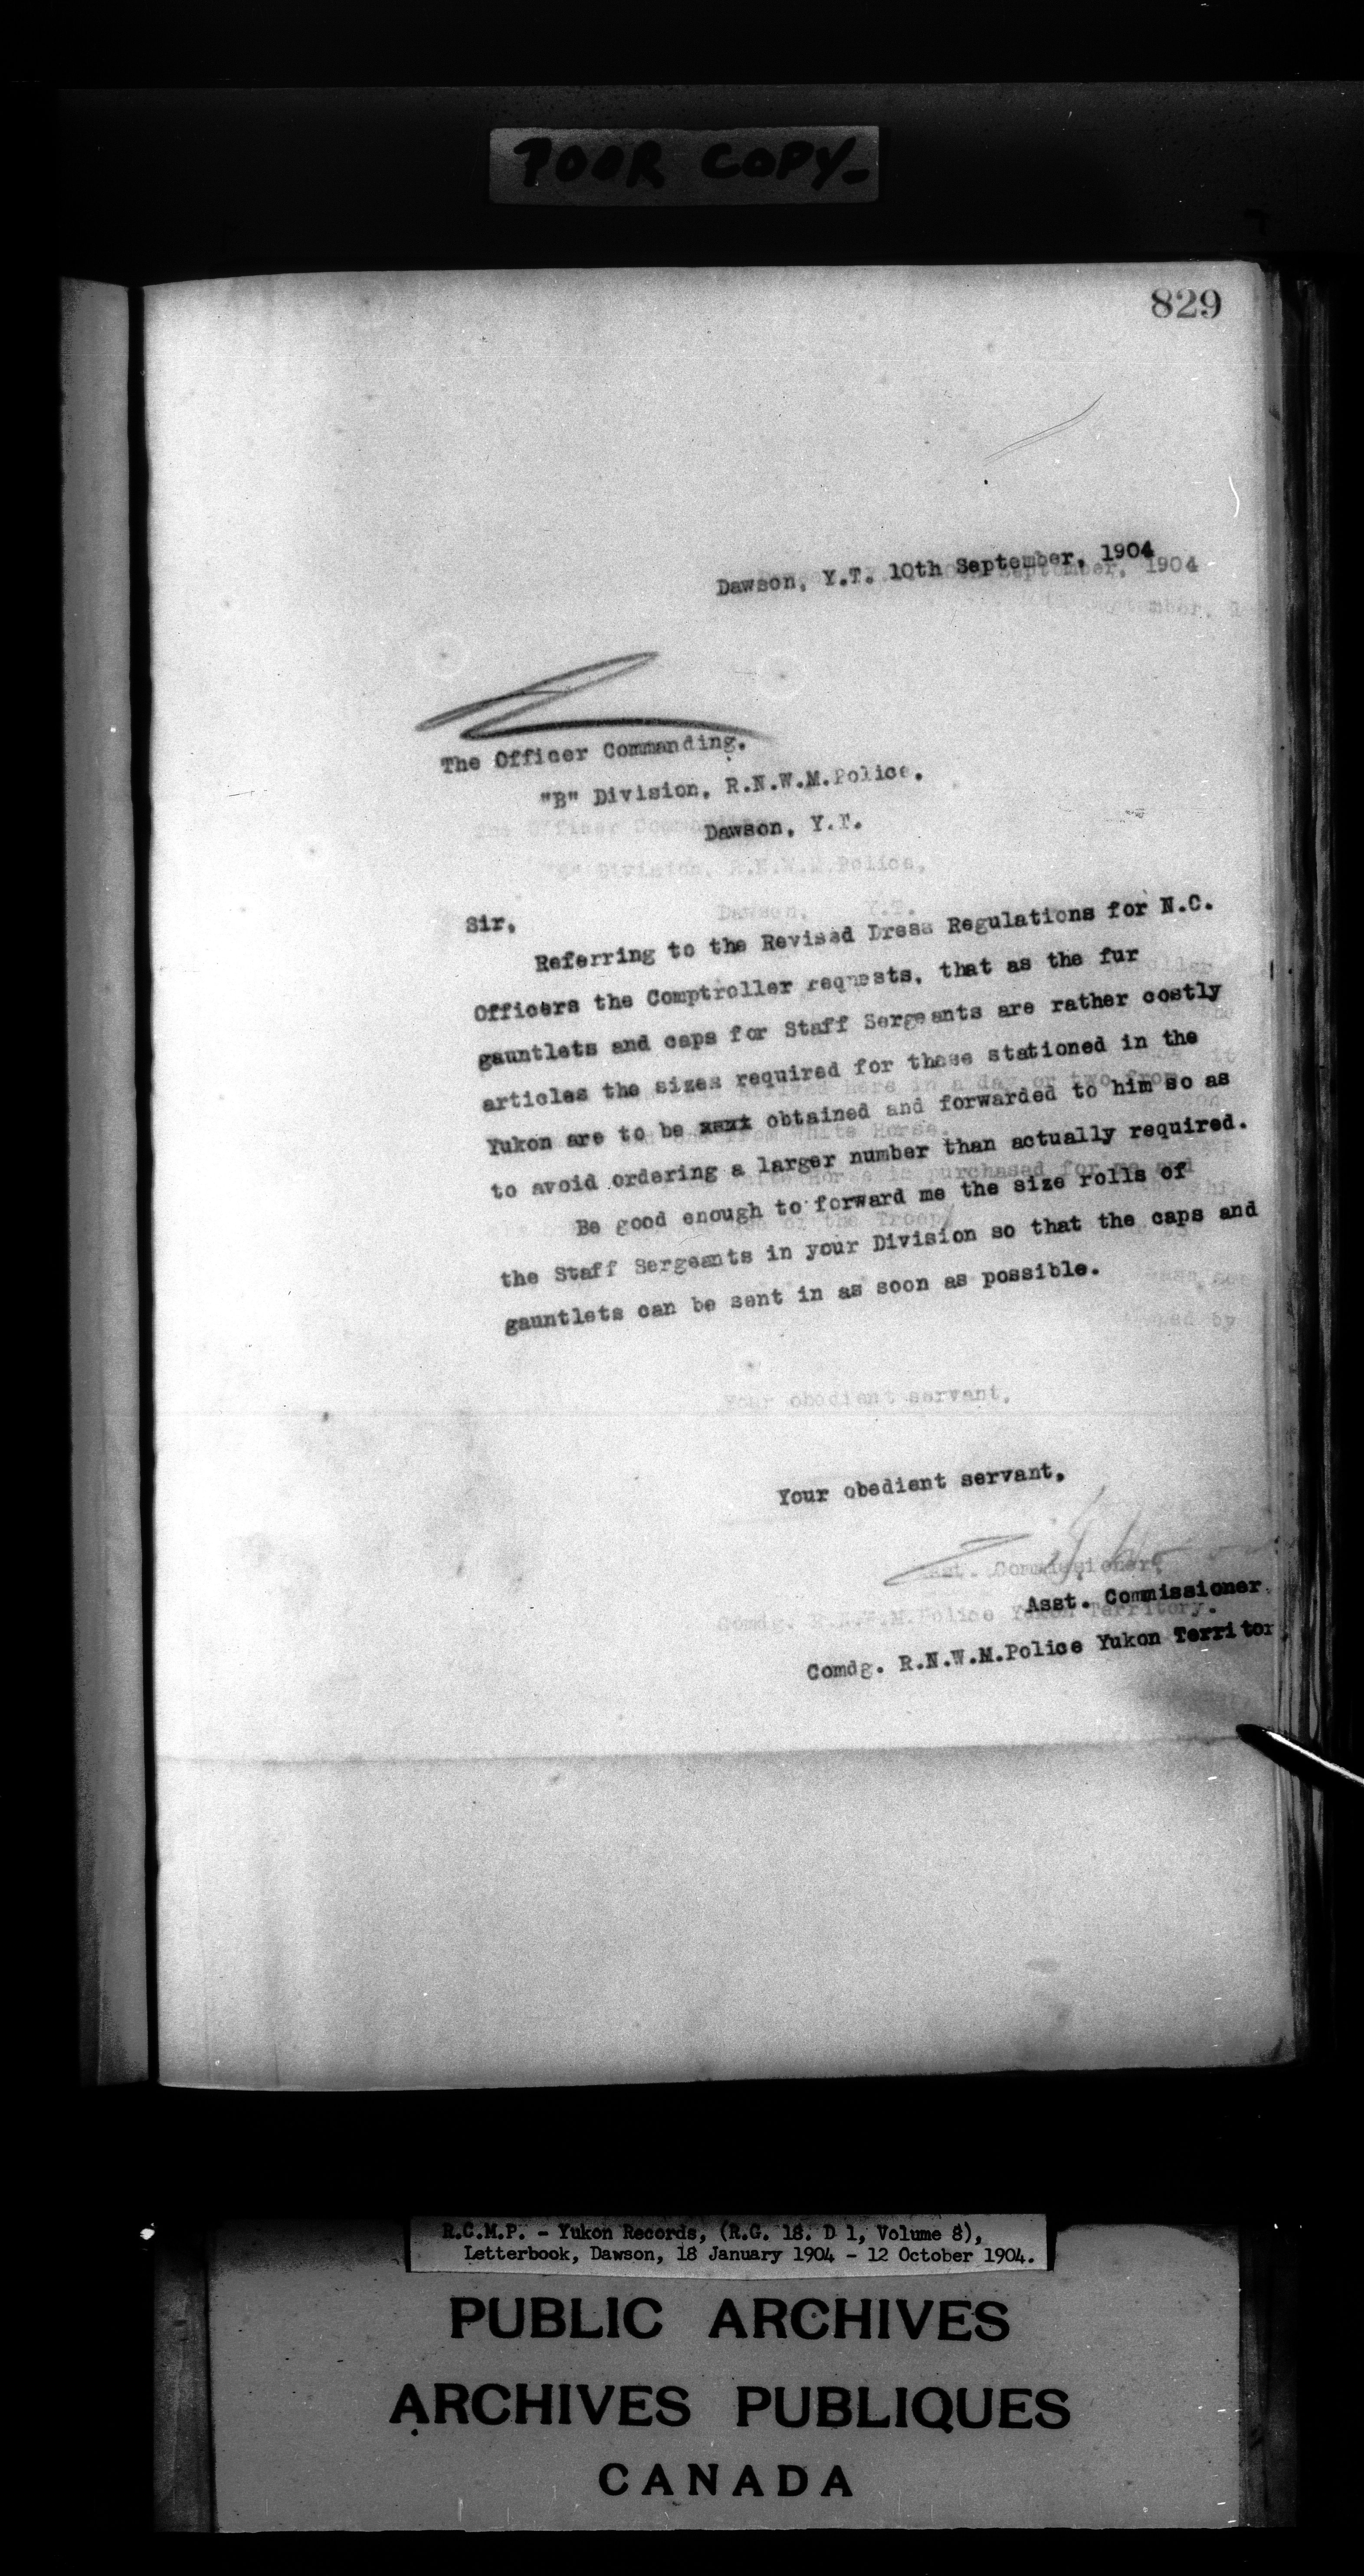 POOR COPY-
829
Dawson, Y.T. 10th September, 1904
The Officer Commanding.
"B" Division, R.N.W.M.Police.
Dawson, Y.T.
Sir,
Referring to the Revised Dress Regulations for N.C.
Officers the Comptroller requests, that as the fur
gauntlets and caps for Staff Sergeants are rather costly
articles the sizes required for those stationed in the
Yukon are to be xxxx obtained and forwarded to him so as
to avoid ordering a larger number than actually required.
Be good enough to forward me the size rolls of
the Staff Sergeants in your Division so that the caps and
gauntlets can be sent in as soon as possible.
Your obedient servant,
Your obedient servant,
Asst. Commissioner
Comdg. R.N.W.M.Police Yukon Territor
R.C.M.P. - Yukon Records, (R.G. 18. D 1, Volume 8),
Letterbook, Dawson, 18 January 1904 - 12 October 1904.
PUBLIC ARCHIVES
ARCHIVES PUBLIQUES
CANADA